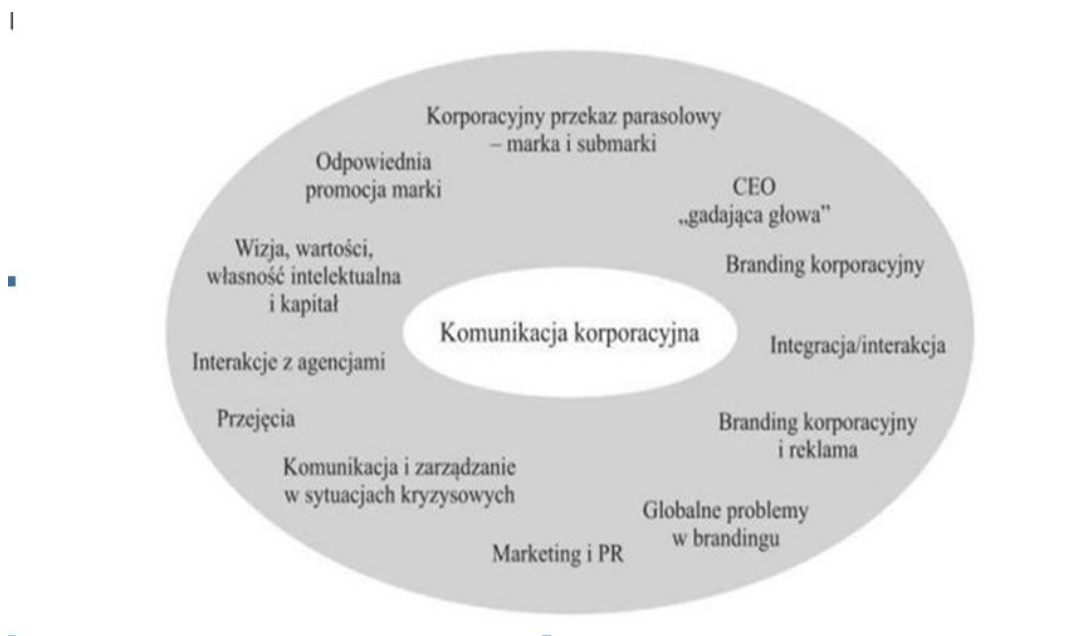 Korporacyjny przekaz parasolowy
– marka i submarki
Odpowiednia
promocja marki
CEO
„gadająca głowa”
Wizja, wartości,
własność intelektualna
i kapitał
Branding korporacyjny
Komunikacja korporacyjna
Integracja/interakcja
Interakcje z agencjami
Przejęcia
Branding korporacyjny
i reklama
Komunikacja i zarządzanie
w sytuacjach kryzysowych
Globalne problemy
w brandingu
Marketing i PR